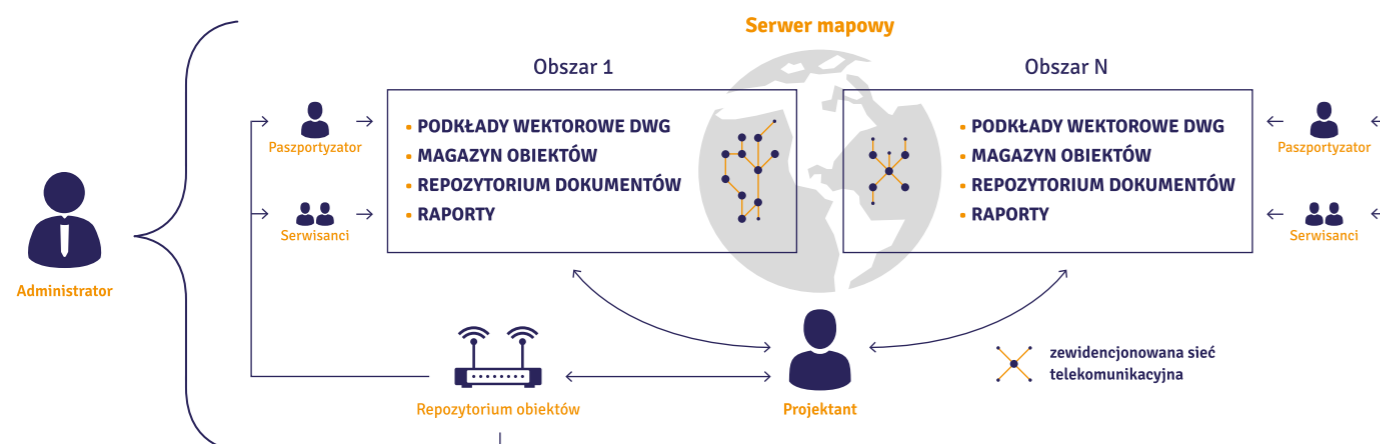 Serwer mapowy
Obszar 1
Obszar N
Paszportyzator
Serwisanci
▪ PODKŁADY WEKTOROWE DWG
▪ MAGAZYN OBIEKTÓW
▪ REPOZYTORIUM DOKUMENTÓW
▪ RAPORTY
▪ PODKŁADY WEKTOROWE DWG
▪ MAGAZYN OBIEKTÓW
▪ REPOZYTORIUM DOKUMENTÓW
▪ RAPORTY
Paszportyzator
Serwisanci
Administrator
Repozytorium obiektów
Projektant
zewidencjonowana sieć
telekomunikacyjna